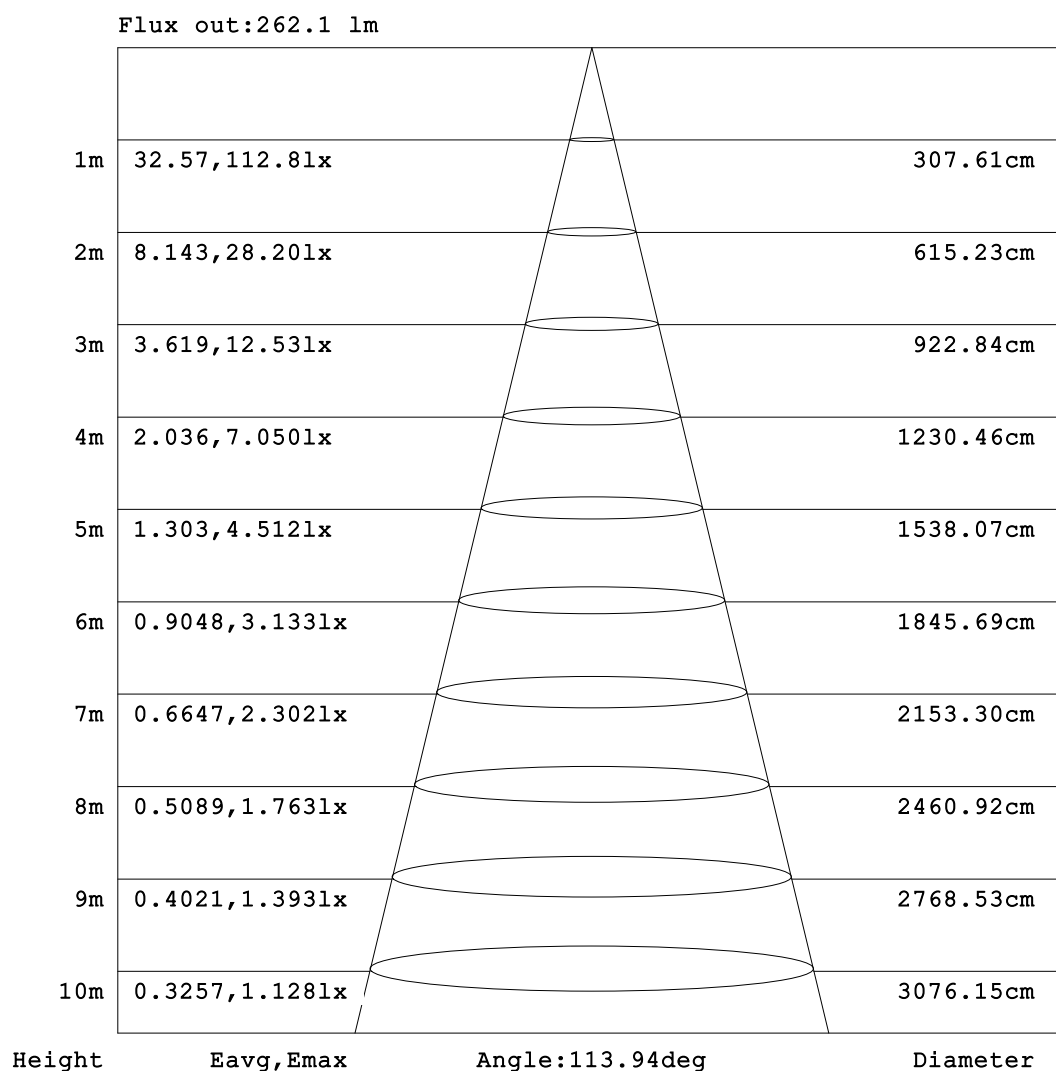 Flux out:262.1 lm
1m 32.57,112.8lx 307.61cm
2m 8.143,28.20lx 615.23cm
3m 3.619,12.53lx 922.84cm
4m 2.036,7.050lx 1230.46cm
5m 1.303,4.512lx 1538.07cm
6m 0.9048,3.133lx 1845.69cm
7m 0.6647,2.302lx 2153.30cm
8m 0.5089,1.763lx 2460.92cm
9m 0.4021,1.393lx 2768.53cm
10m 0.3257,1.128lx 3076.15cm
Height Eavg,Emax Angle:113.94deg Diameter